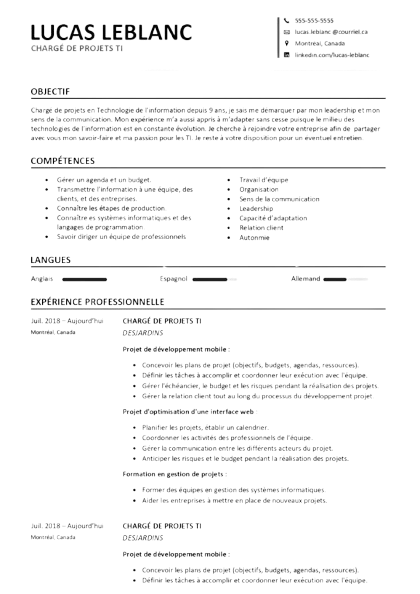 LUCAS LEBLANC
CHARGÉ DE PROJETS TI
555-555-5555
lucas.leblanc@courriel.ca
Montreal, Canada
linkedin.com/lucas-leblanc
OBJECTIF
Chargé de projets en Technologie de l'information depuis 9 ans, je sais me démarquer par mon leadership et mon
sens de la communication. Mon expérience m'a aussi appris à m'adapter sans cesse puisque le milieu des
technologies de l'information est en constante évolution. Je cherche à rejoindre votre entreprise afin de partager
avec vous mon savoir-faire et ma passion pour les TI. Je reste à votre disposition pour un éventuel entretien.
COMPÉTENCES
• Gérer un agenda et un budget.
• Transmettre l'information à une équipe, des
clients, et des entreprises.
• Connaître les étapes de production
• Connaître es systèmes informatiques et des
langages de programmation
• Savoir diriger un équipe de professionnels
• Travail d'équipe
• Organisation
• Sens de la communication
• Leadership
• Capacité d'adaptation
• Relation client
• Autonmie
LANGUES
Anglais
Espagnol
Allemand
EXPÉRIENCE PROFESSIONNELLE
Juil. 2018 – Aujourd'hui
Montréal, Canada
CHARGÉ DE PROJETS TI
DESJARDINS
Projet de développement mobile :
• Concevoir les plans de projet (objectifs, budgets, agendas, ressources).
• Définir les tâches à accomplir et coordonner leur exécution avec l'équipe.
• Gérer l'échéancier, le budget et les risques pendant la réalisation des projets
• Gérer la relation client tout au long du processus du développement projet
Projet d'optimisation d'une interface web :
• Planifier les projets, établir un calendrier.
• Coordonner les activités des professionnels de l'équipe.
• Gérer la communication entre les différents acteurs du projet.
• Anticiper les risques et le budget pendant la réalisation des projets.
Formation en gestion de projets :
• Former des équipes en gestion des systèmes informatiques.
• Aider les entreprises à mettre en place de nouveaux projets.
Juil. 2018 – Aujourd'hui
Montréal, Canada
CHARGÉ DE PROJETS TI
DESJARDINS
Projet de développement mobile :
• Concevoir les plans du projet (objectifs, budgets, agendas, ressources).
• Définir les tâches à accomplir et coordonner leur exécution avec l'équipe.